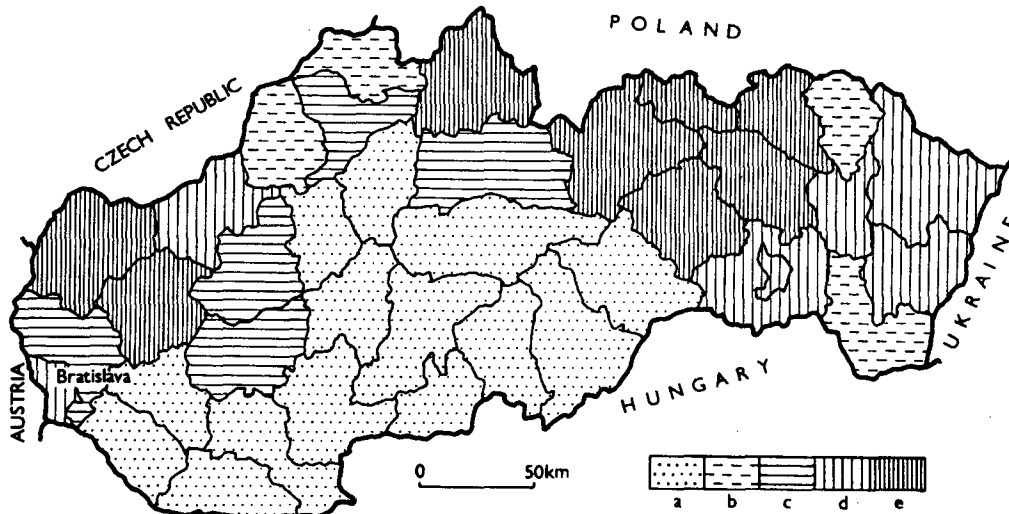 POLAND
CZECH REPUBLIC
UKRAINE
Bratislava
AUSTRIA
HUNGARY
0 50km
a b c d e